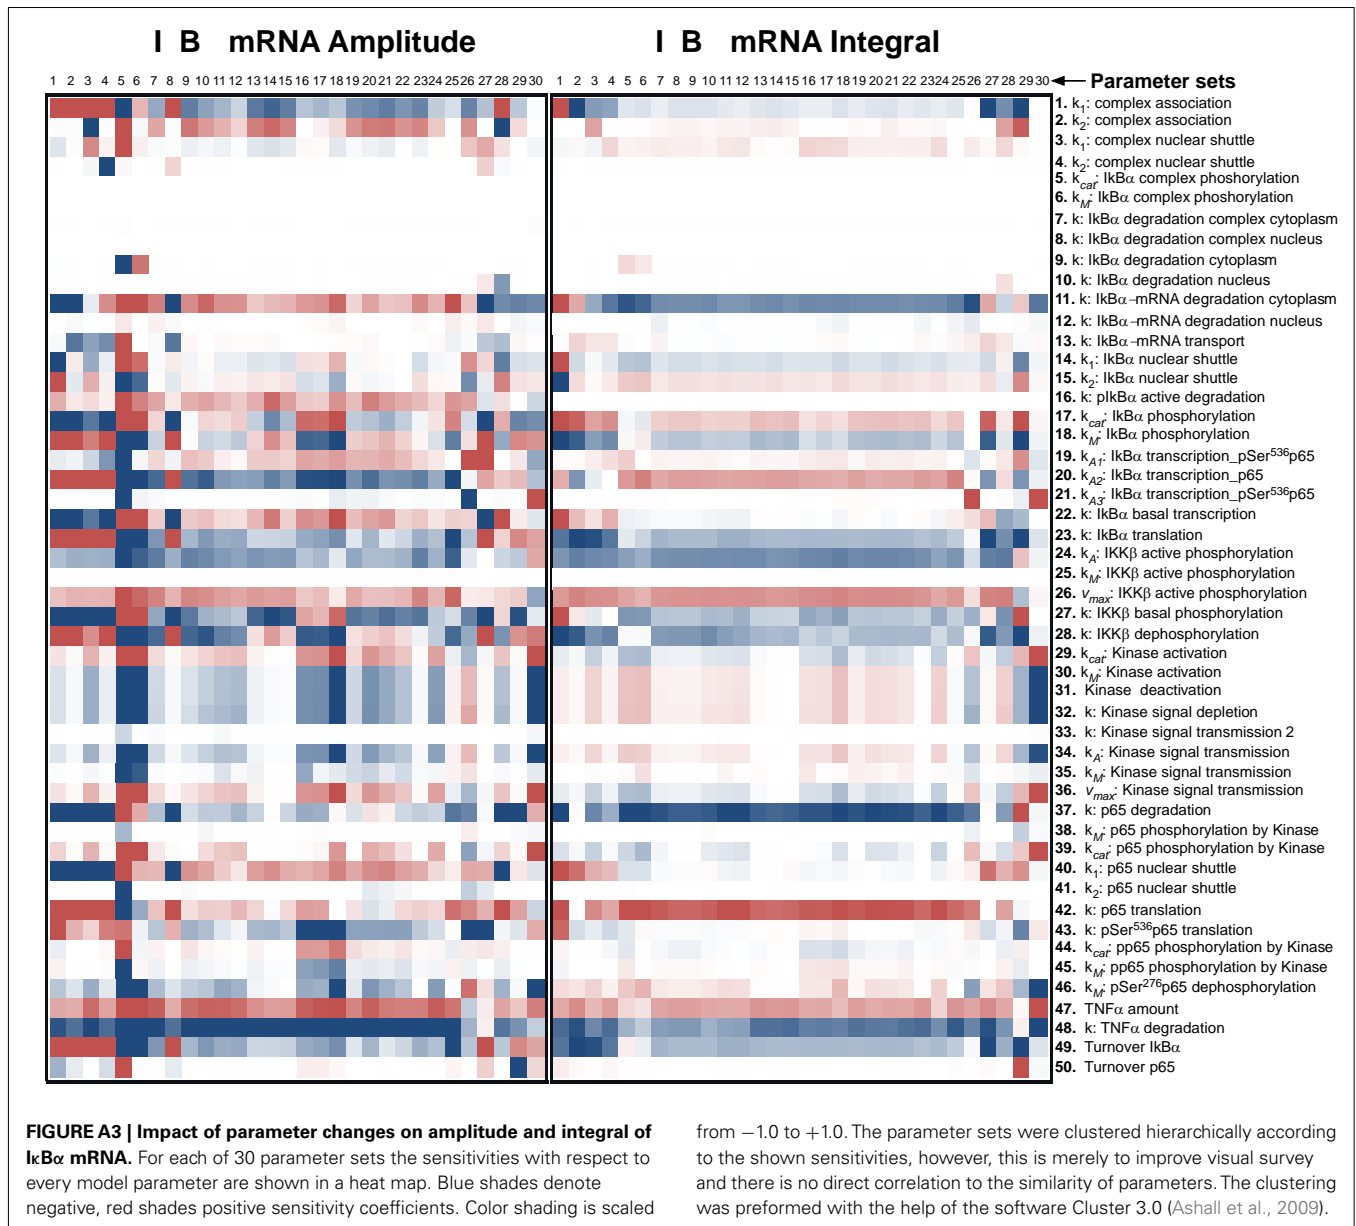 I B mRNA Amplitude
I B mRNA Integral
1 2 3 4 5 6 7 8 9 10 11 12 13 14 15 16 17 18 19 20 21 22 23 24 25 26 27 28 29 30
1 2 3 4 5 6 7 8 9 10 11 12 13 14 15 16 17 18 19 20 21 22 23 24 25 26 27 28 29 30
Parameter sets
1. k1: complex association
2. k2: complex association
3. k1: complex nuclear shuttle
4. k2: complex nuclear shuttle
5. kcat: IkBα complex phoshorylation
6. kM: IkBα complex phoshorylation
7. k: IkBα degradation complex cytoplasm
8. k: IkBα degradation complex nucleus
9. k: IkBα degradation cytoplasm
10. k: IkBα degradation nucleus
11. k: IkBα–mRNA degradation cytoplasm
12. k: IkBα–mRNA degradation nucleus
13. k: IkBα–mRNA transport
14. k1: IkBα nuclear shuttle
15. k2: IkBα nuclear shuttle
16. k: pIkBα active degradation
17. kcat: IkBα phosphorylation
18. kM: IkBα phosphorylation
19. kA1: IkBα transcription_pSer536p65
20. kA2: IkBα transcription_p65
21. kA3: IkBα transcription_pSer536p65
22. k: IkBα basal transcription
23. k: IkBα translation
24. kA: IKKβ active phosphorylation
25. kM: IKKβ active phosphorylation
26. vmax: IKKβ active phosphorylation
27. k: IKKβ basal phosphorylation
28. k: IKKβ dephosphorylation
29. kcat: Kinase activation
30. kM: Kinase activation
31. Kinase deactivation
32. k: Kinase signal depletion
33. k: Kinase signal transmission 2
34. kA: Kinase signal transmission
35. kM: Kinase signal transmission
36. vmax: Kinase signal transmission
37. k: p65 degradation
38. kM: p65 phosphorylation by Kinase
39. kcat: p65 phosphorylation by Kinase
40. k1: p65 nuclear shuttle
41. k2: p65 nuclear shuttle
42. k: p65 translation
43. k: pSer536p65 translation
44. kcat: pp65 phosphorylation by Kinase
45. kM: pp65 phosphorylation by Kinase
46. kM: pSer276p65 dephosphorylation
47. TNFα amount
48. k: TNFα degradation
49. Turnover IkBα
50. Turnover p65
FIGURE A3 | Impact of parameter changes on amplitude and integral of
IκBα mRNA. For each of 30 parameter sets the sensitivities with respect to
every model parameter are shown in a heat map. Blue shades denote
negative, red shades positive sensitivity coefficients. Color shading is scaled
from −1.0 to +1.0. The parameter sets were clustered hierarchically according
to the shown sensitivities, however, this is merely to improve visual survey
and there is no direct correlation to the similarity of parameters. The clustering
was preformed with the help of the software Cluster 3.0 (Ashall et al., 2009).